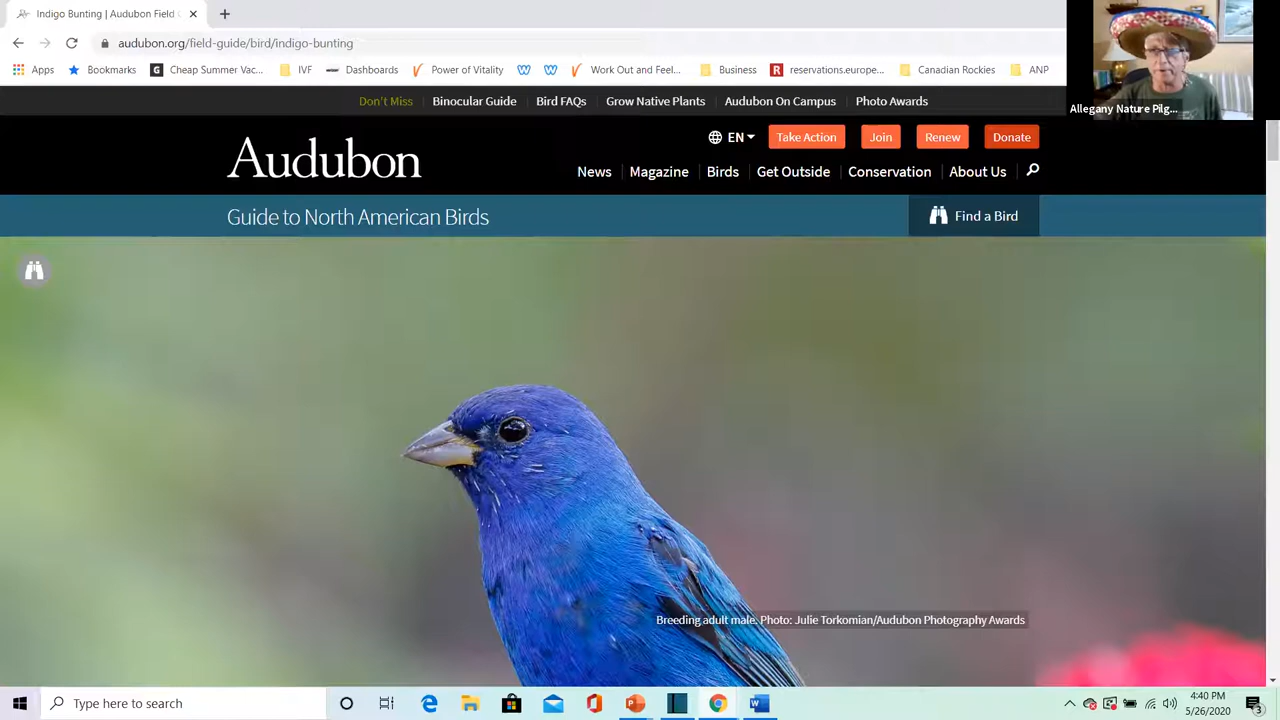 Indigo Bunting | Audubon Field
audubon.org/field-guide/bird/indigo-bunting
Apps Bookmarks Cheap Summer Vac... IVF Dashboards Power of Vitality Work Out and Feel... Business reservations.europe... Canadian Rockies ANP
Allegany Nature Pilg...
Don't Miss Binocular Guide Bird FAQs Grow Native Plants Audubon On Campus Photo Awards
Audubon
EN Take Action Join Renew Donate
News Magazine Birds Get Outside Conservation About Us
Guide to North American Birds
Find a Bird
Breeding adult male. Photo: Julie Torkomian/Audubon Photography Awards
Type here to search
4:40 PM
5/26/2020
3